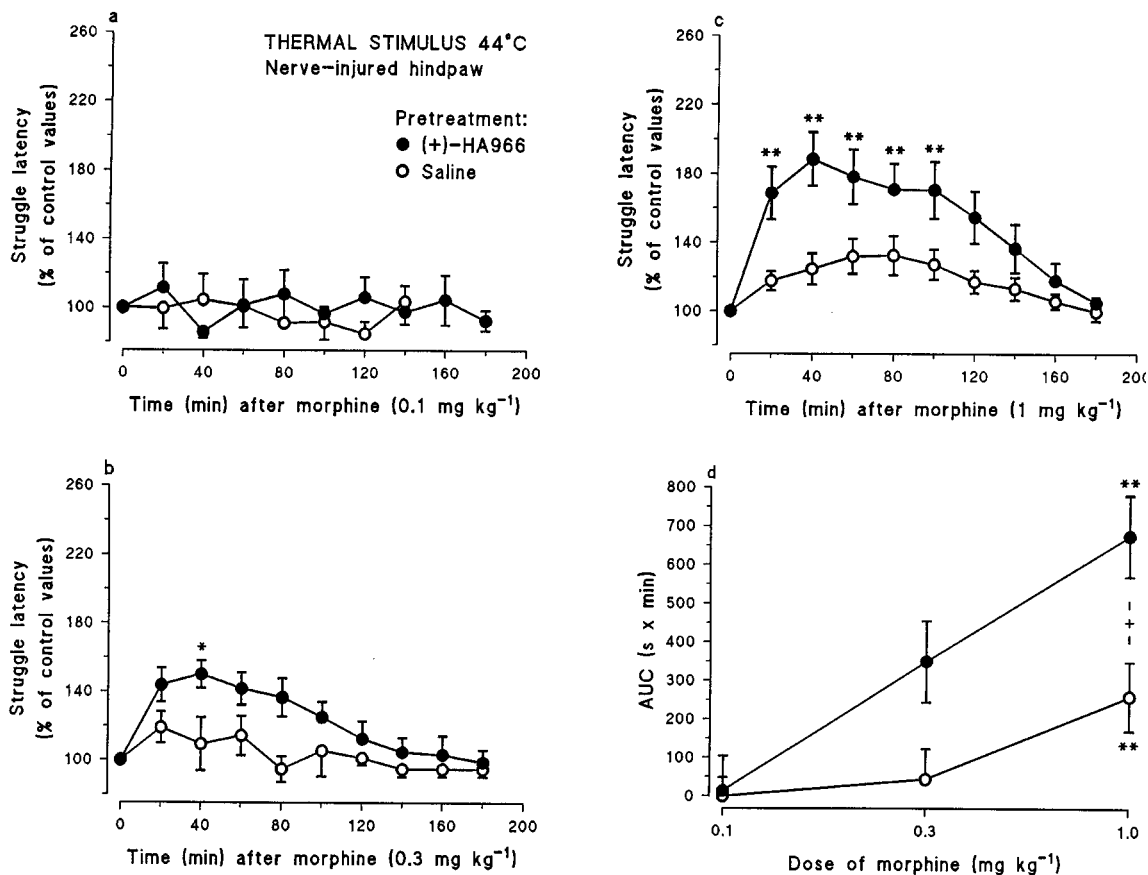 a
260
220
180
140
100
Struggle latency
(% of control values)
THERMAL STIMULUS 44°C
Nerve-injured hindpaw
Pretreatment:
(+)-HA966
Saline
0 40 80 120 160 200
Time (min) after morphine (0.1 mg kg⁻¹)
b
260
220
180
140
100
Struggle latency
(% of control values)
*
0 40 80 120 160 200
Time (min) after morphine (0.3 mg kg⁻¹)
c
260
220
180
140
100
Struggle latency
(% of control values)
** ** ** ** **
0 40 80 120 160 200
Time (min) after morphine (1 mg kg⁻¹)
d
800
700
600
500
400
300
200
100
0
AUC (s x min)
**
+
**
0.1 0.3 1.0
Dose of morphine (mg kg⁻¹)